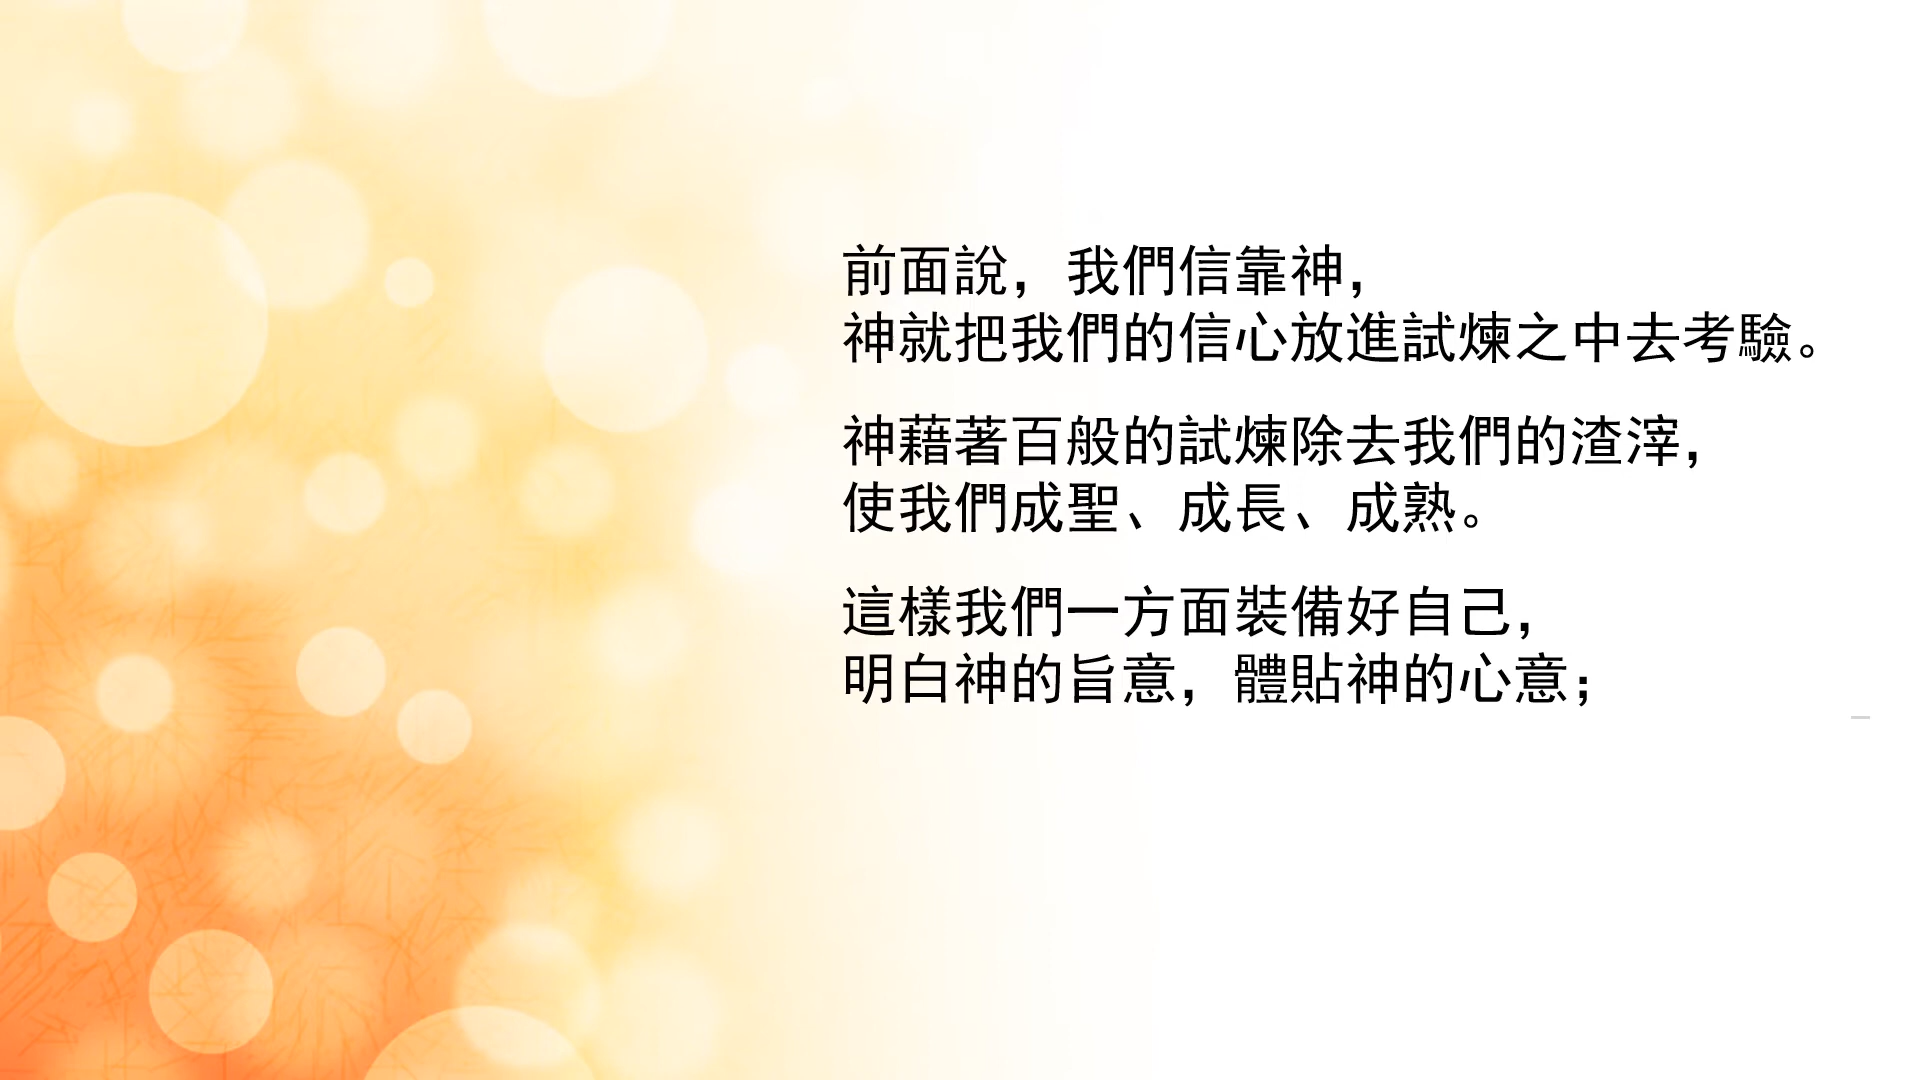 前面說，我們信靠神，
神就把我們的信心放進試煉之中去考驗。
神藉著百般的試煉除去我們的渣滓，
使我們成聖、成長、成熟。
這樣我們一方面裝備好自己，
明白神的旨意，體貼神的心意；